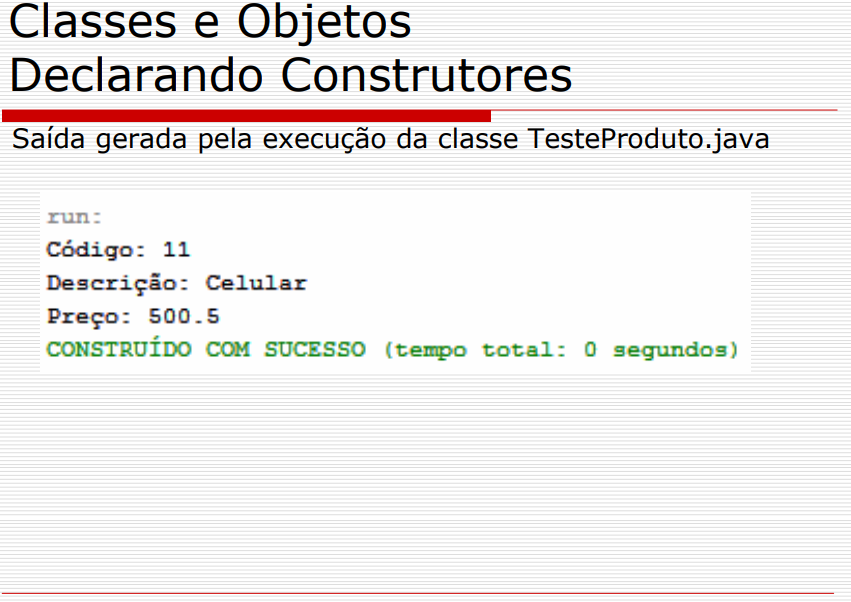 Classes e Objetos
Declarando Construtores
Saída gerada pela execução da classe TesteProduto.java
run:
Código: 11
Descrição: Celular
Preço: 500.5
CONSTRUÍDO COM SUCESSO (tempo total: 0 segundos)